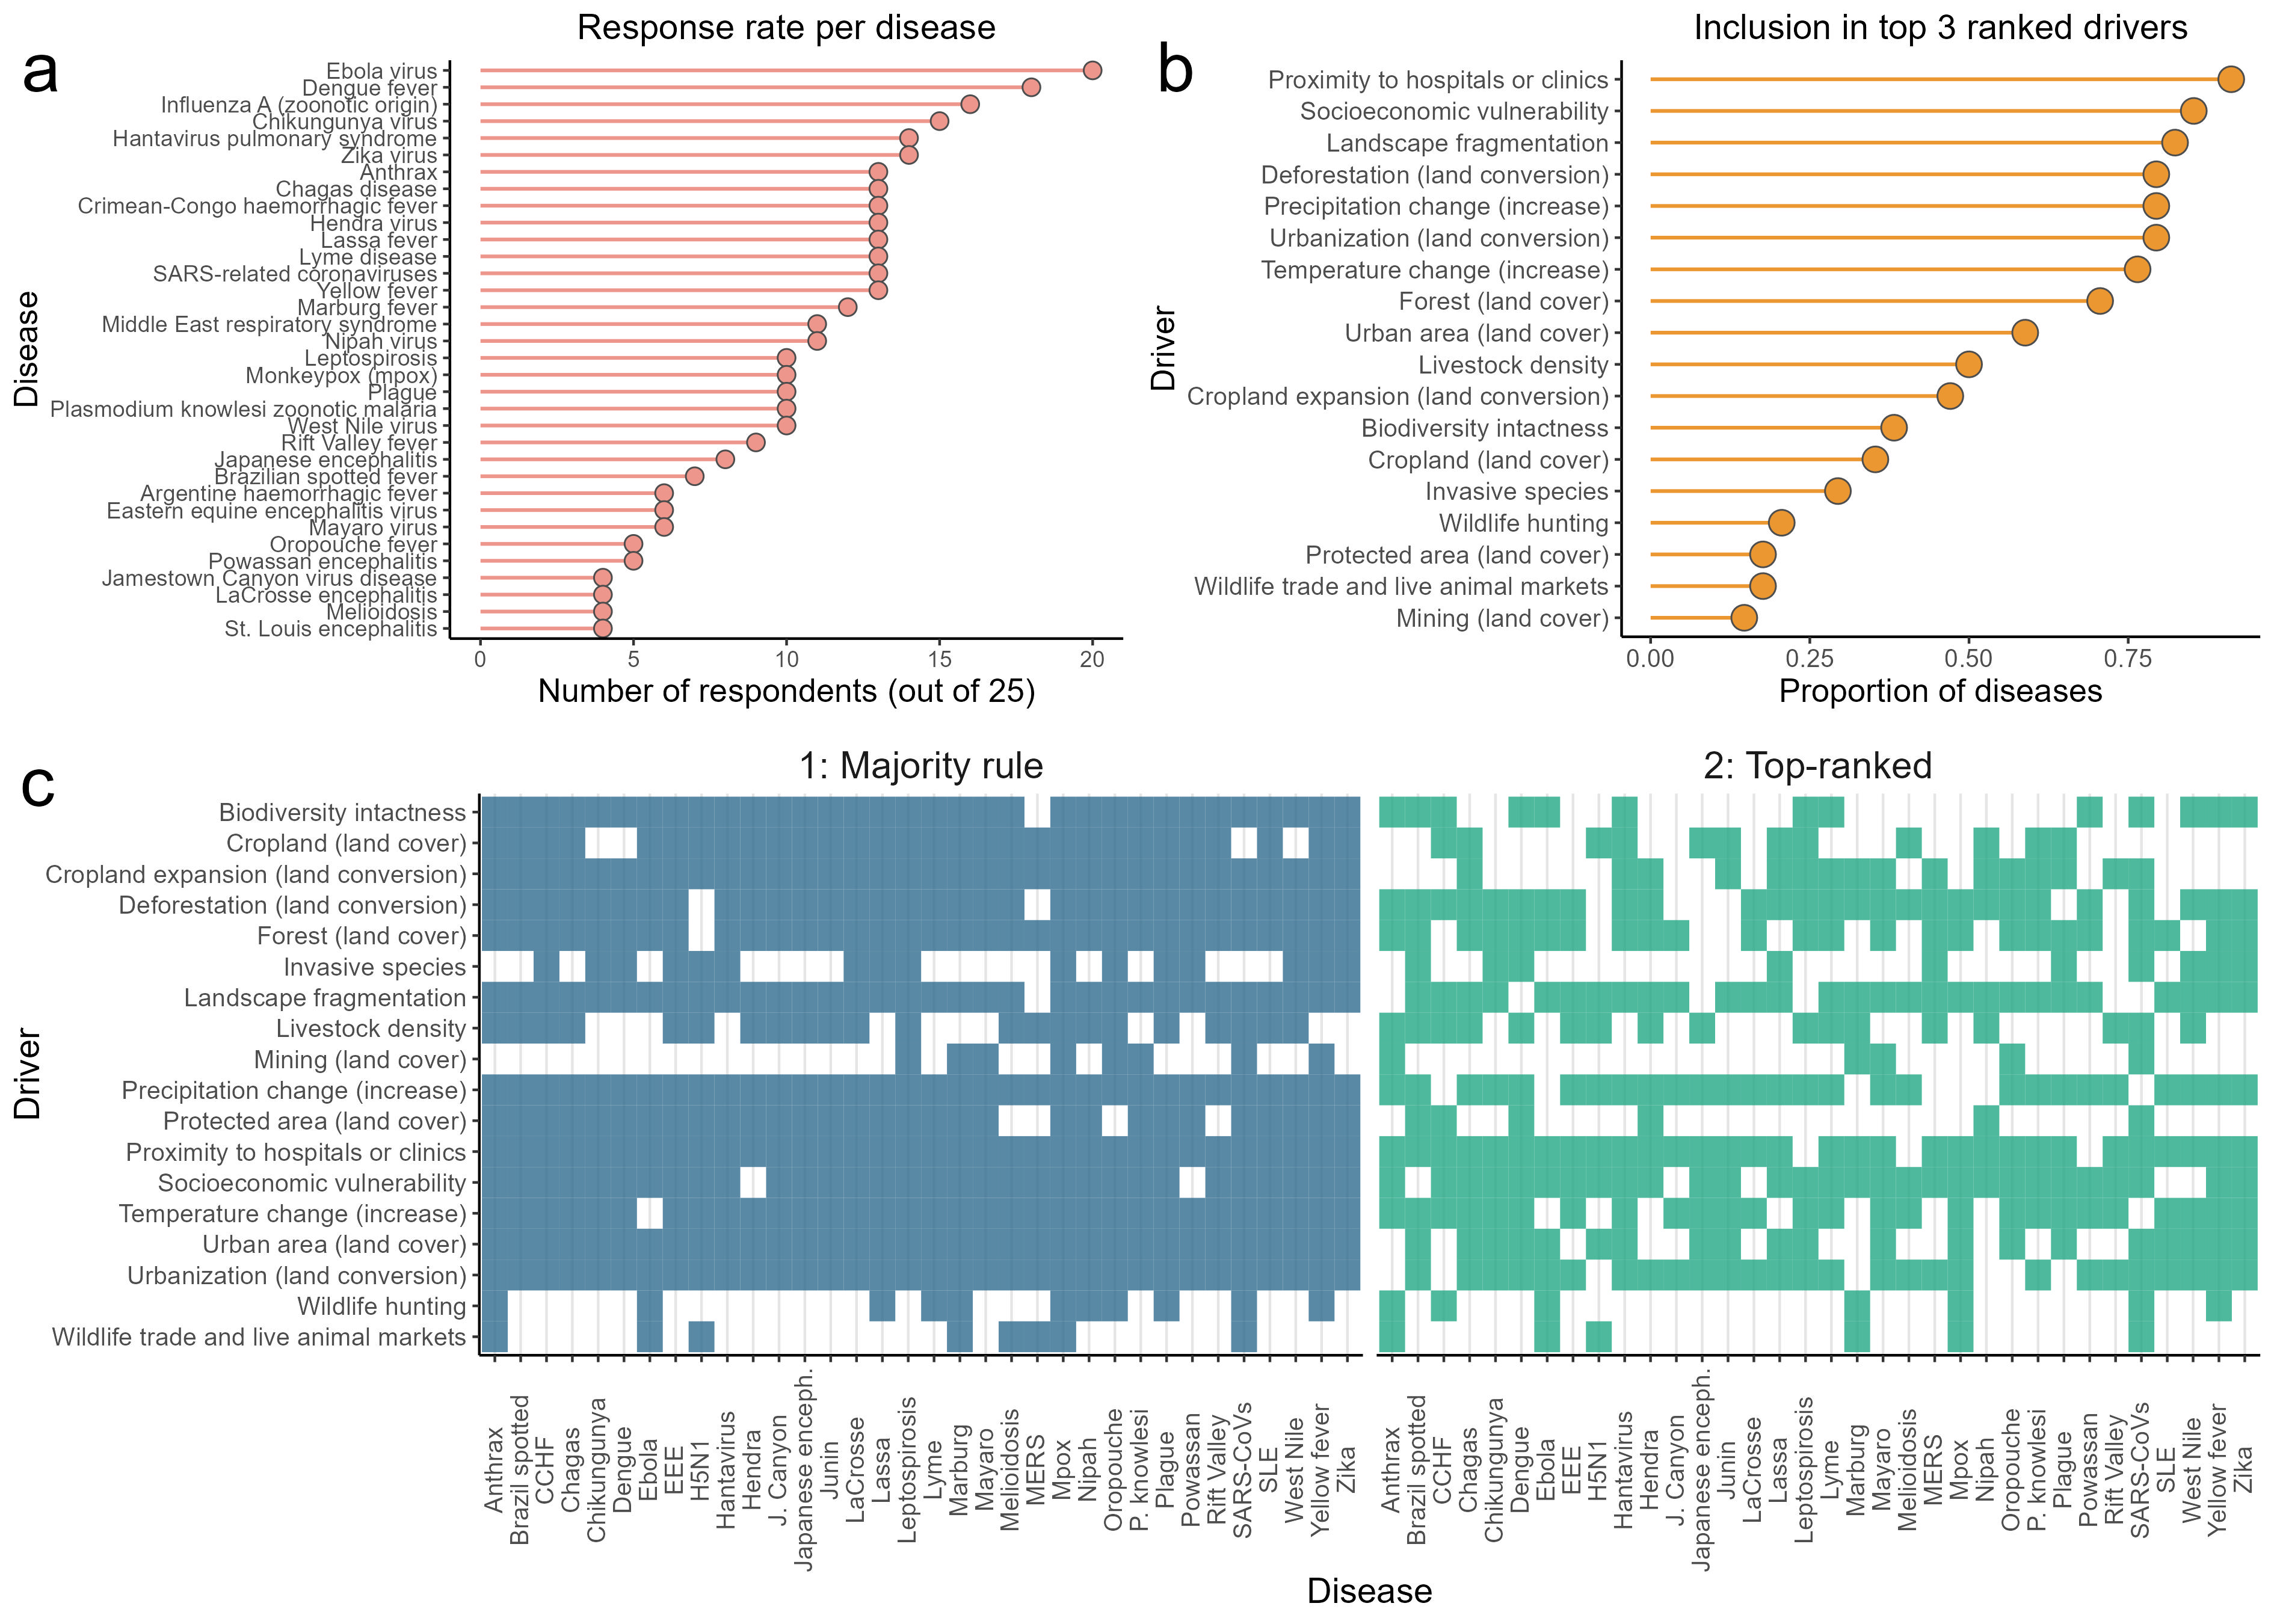 a
Response rate per disease
Disease
Ebola virus
Dengue fever
Influenza A (zoonotic origin)
Chikungunya virus
Hantavirus pulmonary syndrome
Zika virus
Anthrax
Chagas disease
Crimean-Congo haemorrhagic fever
Hendra virus
Lassa fever
Lyme disease
SARS-related coronaviruses
Yellow fever
Marburg fever
Middle East respiratory syndrome
Nipah virus
Leptospirosis
Monkeypox (mpox)
Plague
Plasmodium knowlesi zoonotic malaria
West Nile virus
Rift Valley fever
Japanese encephalitis
Brazilian spotted fever
Argentine haemorrhagic fever
Eastern equine encephalitis virus
Mayaro virus
Oropouche fever
Powassan encephalitis
Jamestown Canyon virus disease
LaCrosse encephalitis
Melioidosis
St. Louis encephalitis
0 5 10 15 20
Number of respondents (out of 25)
b
Inclusion in top 3 ranked drivers
Driver
Proximity to hospitals or clinics
Socioeconomic vulnerability
Landscape fragmentation
Deforestation (land conversion)
Precipitation change (increase)
Urbanization (land conversion)
Temperature change (increase)
Forest (land cover)
Urban area (land cover)
Livestock density
Cropland expansion (land conversion)
Biodiversity intactness
Cropland (land cover)
Invasive species
Wildlife hunting
Protected area (land cover)
Wildlife trade and live animal markets
Mining (land cover)
0.00 0.25 0.50 0.75
Proportion of diseases
c
1: Majority rule
2: Top-ranked
Driver
Biodiversity intactness
Cropland (land cover)
Cropland expansion (land conversion)
Deforestation (land conversion)
Forest (land cover)
Invasive species
Landscape fragmentation
Livestock density
Mining (land cover)
Precipitation change (increase)
Protected area (land cover)
Proximity to hospitals or clinics
Socioeconomic vulnerability
Temperature change (increase)
Urban area (land cover)
Urbanization (land conversion)
Wildlife hunting
Wildlife trade and live animal markets
Anthrax
Brazil spotted
CCHF
Chagas
Chikungunya
Dengue
Ebola
EEE
H5N1
Hantavirus
Hendra
J. Canyon
Japanese enceph.
Junin
LaCrosse
Lassa
Leptospirosis
Lyme
Marburg
Mayaro
Melioidosis
MERS
Mpox
Nipah
Oropouche
P. knowlesi
Plague
Powassan
Rift Valley
SARS-CoVs
SLE
West Nile
Yellow fever
Zika
Anthrax
Brazil spotted
CCHF
Chagas
Chikungunya
Dengue
Ebola
EEE
H5N1
Hantavirus
Hendra
J. Canyon
Japanese enceph.
Junin
LaCrosse
Lassa
Leptospirosis
Lyme
Marburg
Mayaro
Melioidosis
MERS
Mpox
Nipah
Oropouche
P. knowlesi
Plague
Powassan
Rift Valley
SARS-CoVs
SLE
West Nile
Yellow fever
Zika
Disease